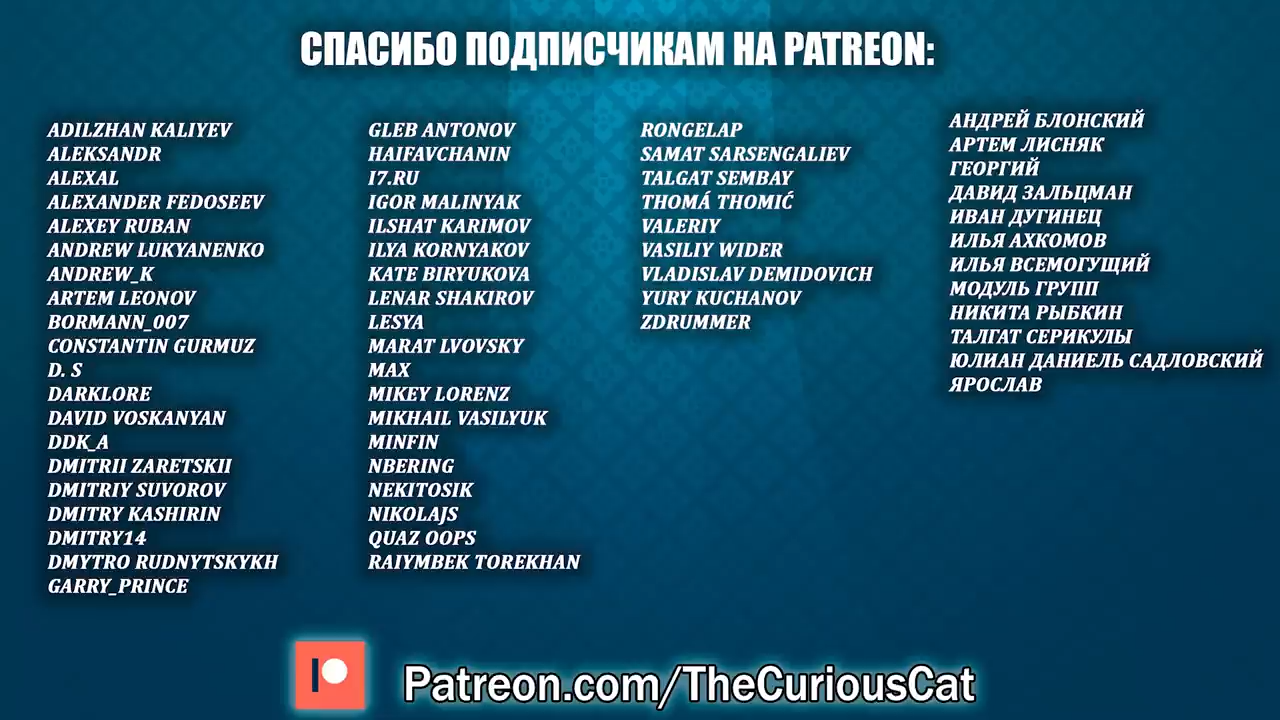 СПАСИБО ПОДПИСЧИКАМ НА PATREON:
ADILZHAN KALIYEV
ALEKSANDR
ALEXAL
ALEXANDER FEDOSEEV
ALEXEY RUBAN
ANDREW LUKYANENKO
ANDREW_K
ARTEM LEONOV
BORMANN_007
CONSTANTIN GURMUZ
D. S
DARKLORE
DAVID VOSKANYAN
DDK_A
DMITRII ZARETSKII
DMITRIY SUVOROV
DMITRY KASHIRIN
DMITRY14
DMYTRO RUDNYTSKYKH
GARRY_PRINCE
GLEB ANTONOV
HAIFAVCHANIN
I7.RU
IGOR MALINYAK
ILSHAT KARIMOV
ILYA KORNYAKOV
KATE BIRYUKOVA
LENAR SHAKIROV
LESYA
MARAT LVOVSKY
MAX
MIKEY LORENZ
MIKHAIL VASILYUK
MINFIN
NBERING
NEKITOSIK
NIKOLAJS
QUAZ OOPS
RAIYMBEK TOREKHAN
RONGELAP
SAMAT SARSENGALIEV
TALGAT SEMBAY
THOMÁ THOMIĆ
VALERIY
VASILIY WIDER
VLADISLAV DEMIDOVICH
YURY KUCHANOV
ZDRUMMER
АНДРЕЙ БЛОНСКИЙ
АРТЕМ ЛИСНЯК
ГЕОРГИЙ
ДАВИД ЗАЛЬЦМАН
ИВАН ДУГИНЕЦ
ИЛЬЯ АХКОМОВ
ИЛЬЯ ВСЕМОГУЩИЙ
МОДУЛЬ ГРУПП
НИКИТА РЫБКИН
ТАЛГАТ СЕРИКУЛЫ
ЮЛИАН ДАНИЕЛЬ САДЛОВСКИЙ
ЯРОСЛАВ
Patreon.com/TheCuriousCat